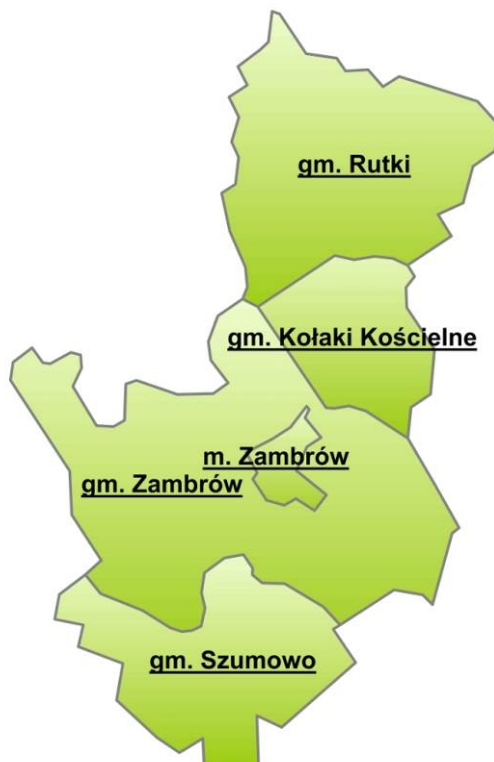 gm. Rutki
gm. Kołaki Kościelne
m. Zambrów
gm. Zambrów
gm. Szumowo